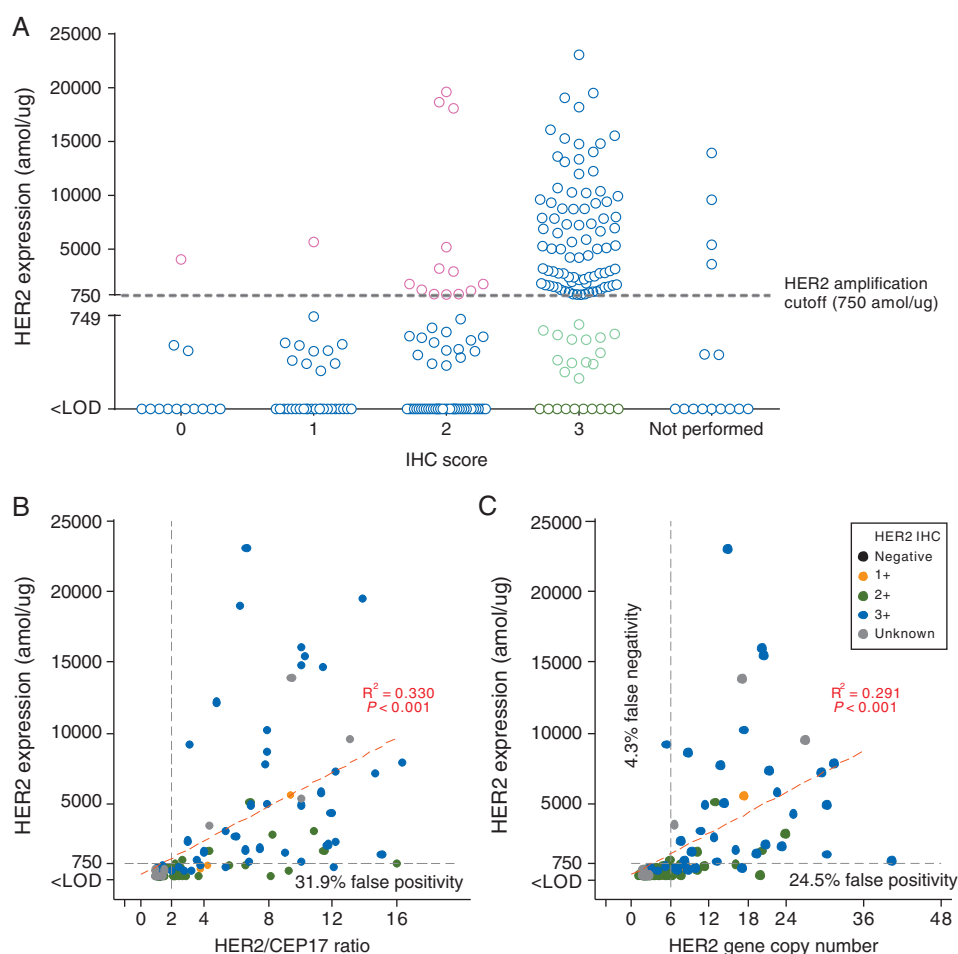 A
HER2 expression (amol/ug)
25000
20000
15000
10000
5000
750
749
<LOD
HER2 amplification
cutoff (750 amol/ug)
0
1
2
3
Not performed
IHC score
B
HER2 expression (amol/ug)
25000
20000
15000
10000
5000
750
<LOD
R² = 0.330
P < 0.001
31.9% false positivity
0
2
4
8
12
16
HER2/CEP17 ratio
C
HER2 expression (amol/ug)
25000
20000
15000
10000
5000
750
<LOD
4.3% false negativity
HER2 IHC
Negative
1+
2+
3+
Unknown
R² = 0.291
P < 0.001
24.5% false positivity
0
6
12
18
24
36
40
48
HER2 gene copy number